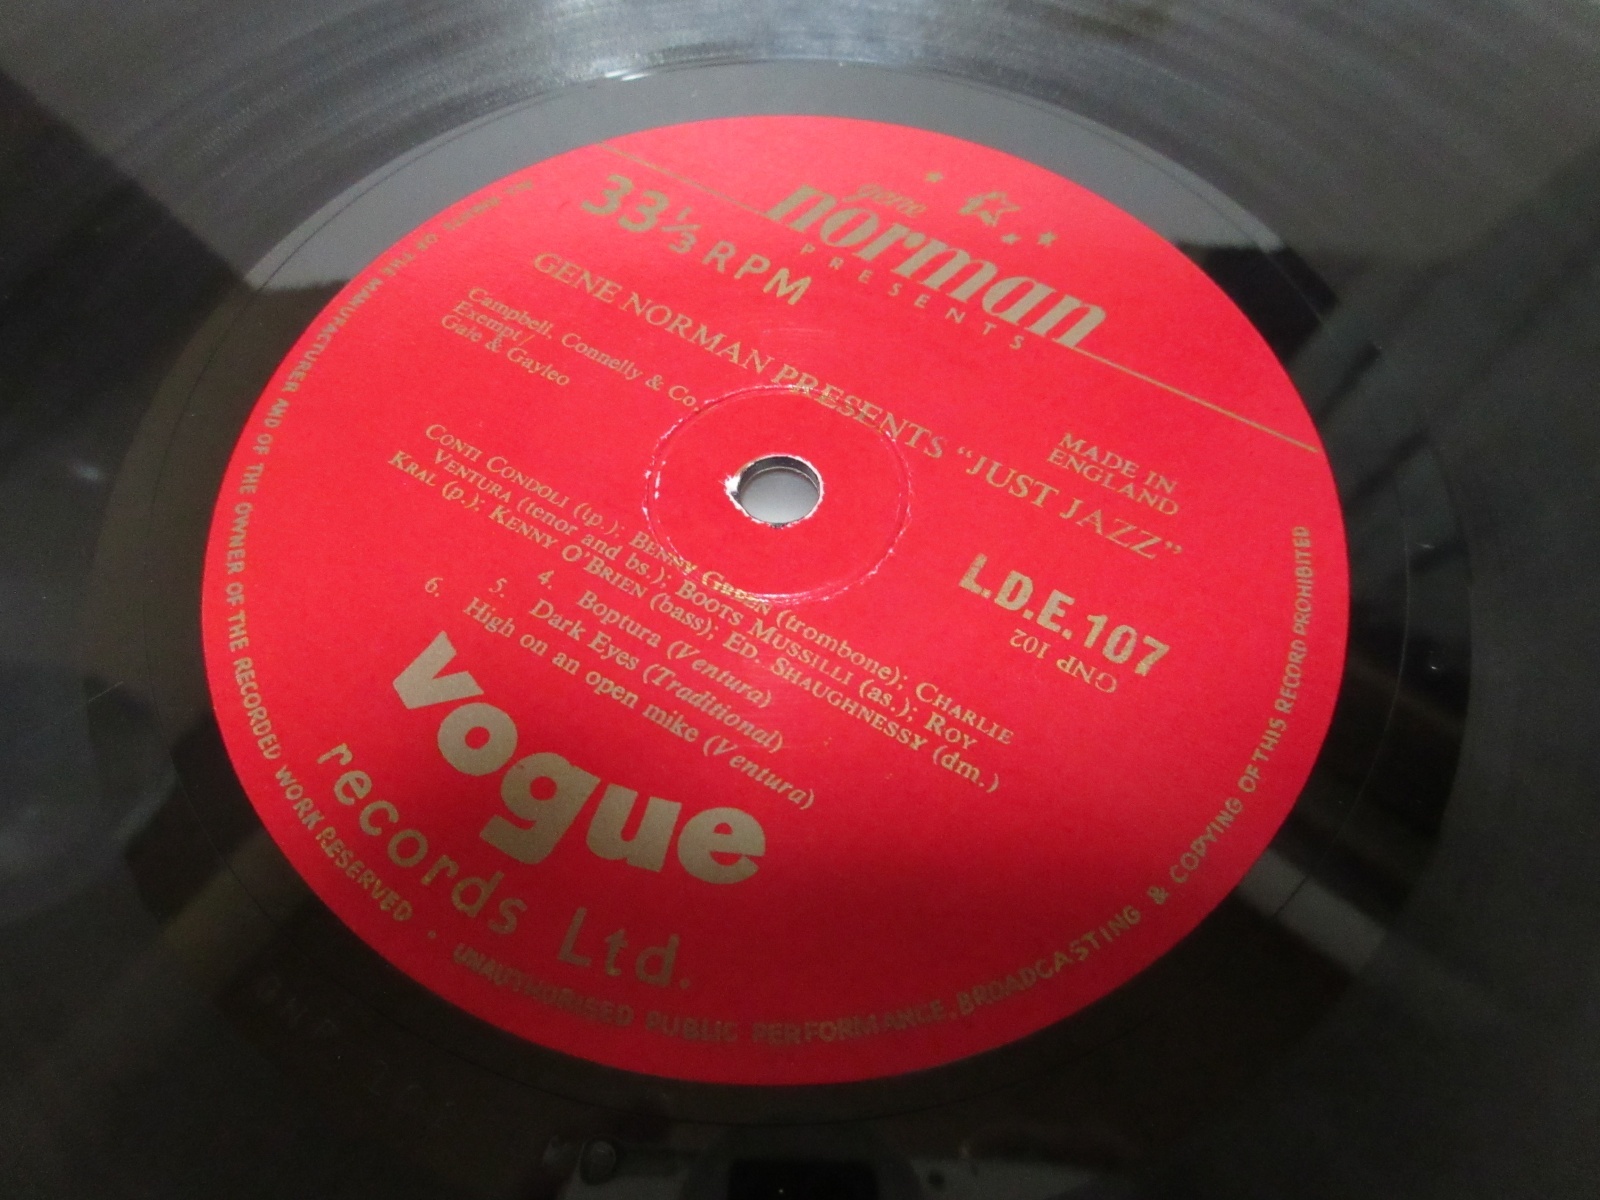 gene
norman
PRESENTS
33⅓ RPM
GENE NORMAN PRESENTS “JUST JAZZ”
Campbell, Connelly & Co.
Exempt /
Gale & Gayleo
MADE IN
ENGLAND
L.D.E.107
GNP 102
CONTI CONDOLI (tp.); BENNY GREEN (trombone); CHARLIE
VENTURA (tenor and bs.); BOOTS MUSSILLI (as.); ROY
KRAL (p.); KENNY O'BRIEN (bass); ED. SHAUGHNESSY (dm.)
4. Boptura (Ventura)
5. Dark Eyes (Traditional)
6. High on an open mike (Ventura)
vogue
records Ltd.
OF THE MANUFACTURER AND OF THE OWNER OF THE RECORDED WORK RESERVED · UNAUTHORISED PUBLIC PERFORMANCE, BROADCASTING & COPYING OF THIS RECORD PROHIBITED